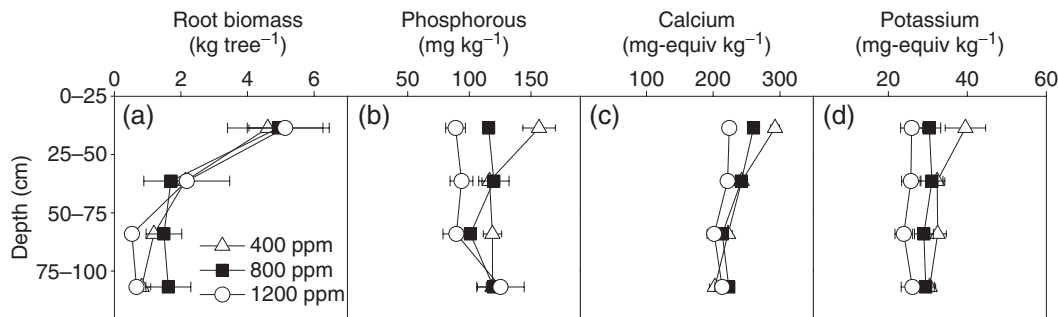 Root biomass
(kg tree⁻¹)
Phosphorous
(mg kg⁻¹)
Calcium
(mg-equiv kg⁻¹)
Potassium
(mg-equiv kg⁻¹)
0 2 4 6
50 100 150
100 200 300
20 40 60
Depth (cm)
0–25
25–50
50–75
75–100
(a)
(b)
(c)
(d)
400 ppm
800 ppm
1200 ppm